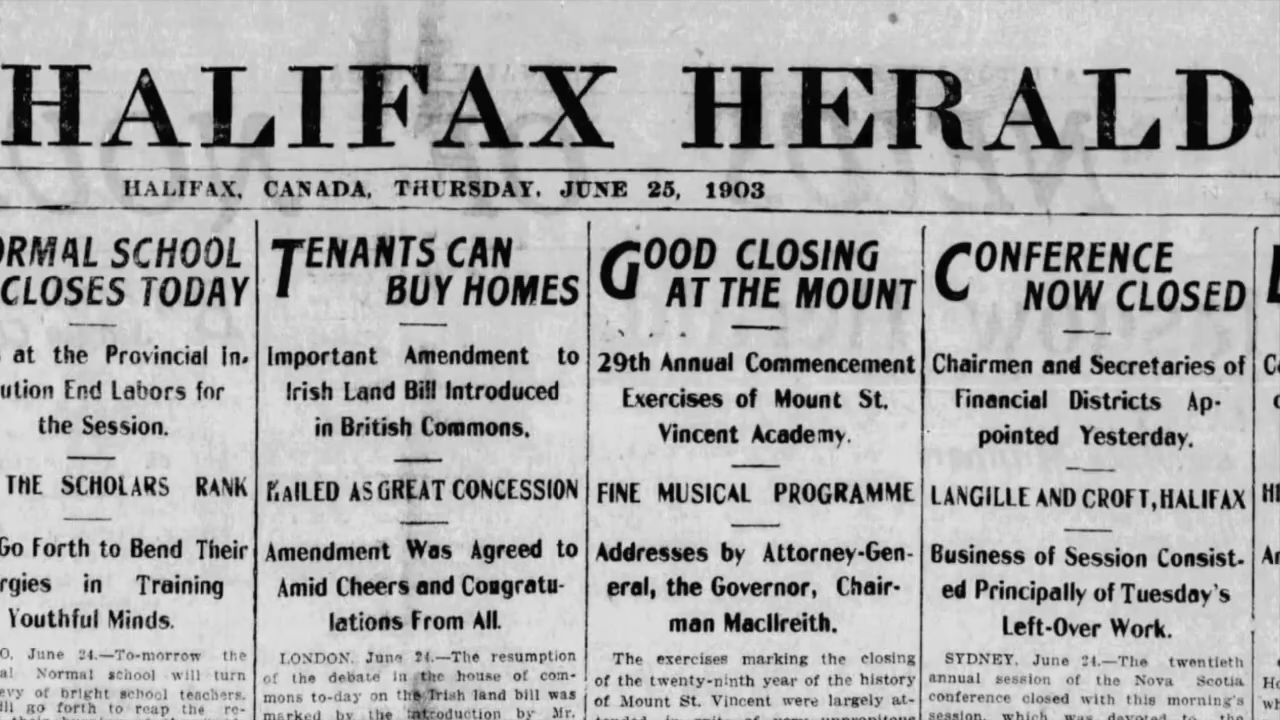 HALIFAX HERALD
HALIFAX, CANADA, THURSDAY, JUNE 25, 1903
ORMAL SCHOOL
CLOSES TODAY
at the Provincial In-
ution End Labors for
the Session.
THE SCHOLARS RANK
Go Forth to Bend Their
rgies in Training
Youthful Minds.
O, June 24.—To-morrow the
al Normal school will turn
evy of bright school teachers.
ill go forth to reap the re-
TENANTS CAN
BUY HOMES
Important Amendment to
Irish Land Bill Introduced
in British Commons.
HAILED AS GREAT CONCESSION
Amendment Was Agreed to
Amid Cheers and Congratu-
lations From All.
LONDON, June 24.—The resumption
of the debate in the house of com-
mons to-day on the Irish land bill was
marked by the introduction by Mr.
GOOD CLOSING
AT THE MOUNT
29th Annual Commencement
Exercises of Mount St.
Vincent Academy.
FINE MUSICAL PROGRAMME
Addresses by Attorney-Gen-
eral, the Governor, Chair-
man MacIlreith.
The exercises marking the closing
of the twenty-ninth year of the history
of Mount St. Vincent were largely at-
CONFERENCE
NOW CLOSED
Chairmen and Secretaries of
Financial Districts Ap-
pointed Yesterday.
LANGILLE AND CROFT, HALIFAX
Business of Session Consist-
ed Principally of Tuesday's
Left-Over Work.
SYDNEY, June 24.—The twentieth
annual session of the Nova Scotia
conference closed with this morning's